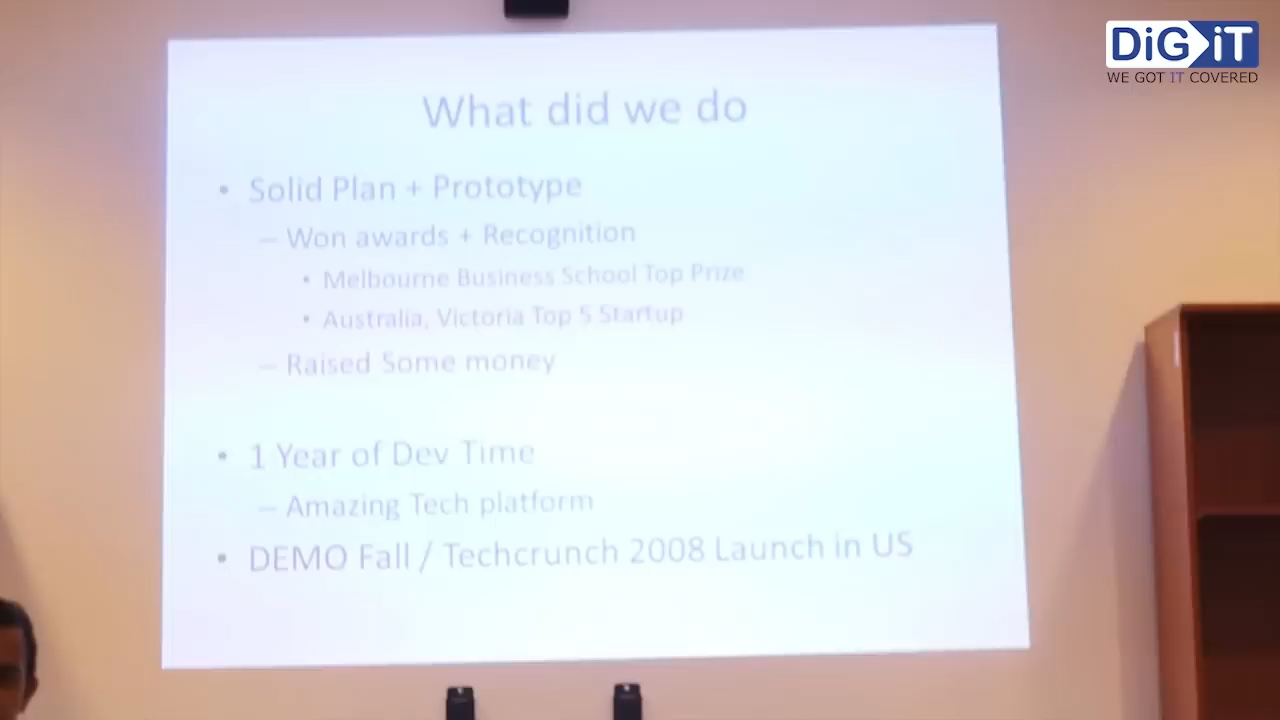 DiGiT
WE GOT IT COVERED
What did we do
• Solid Plan + Prototype
– Won awards + Recognition
• Melbourne Business School Top Prize
• Australia, Victoria Top 5 Startup
– Raised Some money
• 1 Year of Dev Time
– Amazing Tech platform
• DEMO Fall / Techcrunch 2008 Launch in US